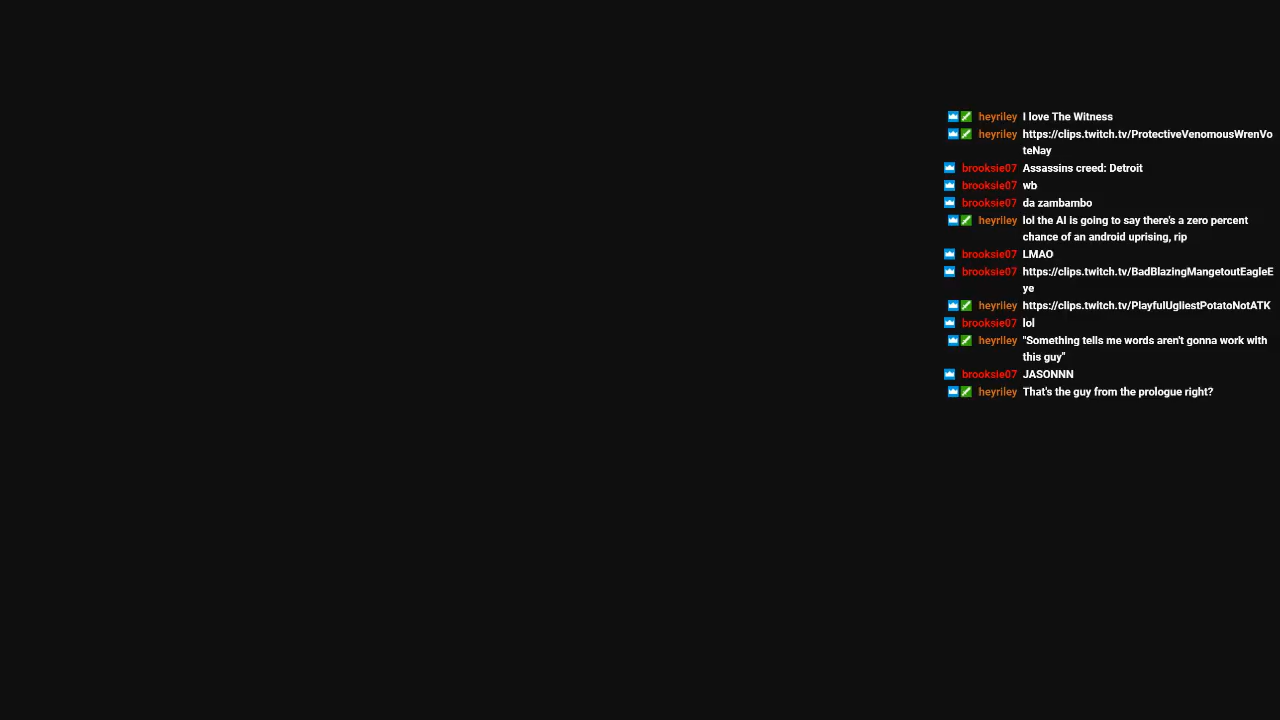 heyriley I love The Witness
heyriley https://clips.twitch.tv/ProtectiveVenomousWrenVo
teNay
brooksie07 Assassins creed: Detroit
brooksie07 wb
brooksie07 da zambambo
heyriley lol the AI is going to say there's a zero percent
chance of an android uprising, rip
brooksie07 LMAO
brooksie07 https://clips.twitch.tv/BadBlazingMangetoutEagleE
ye
heyriley https://clips.twitch.tv/PlayfulUgliestPotatoNotATK
brooksie07 lol
heyriley "Something tells me words aren't gonna work with
this guy"
brooksie07 JASONNN
heyriley That's the guy from the prologue right?